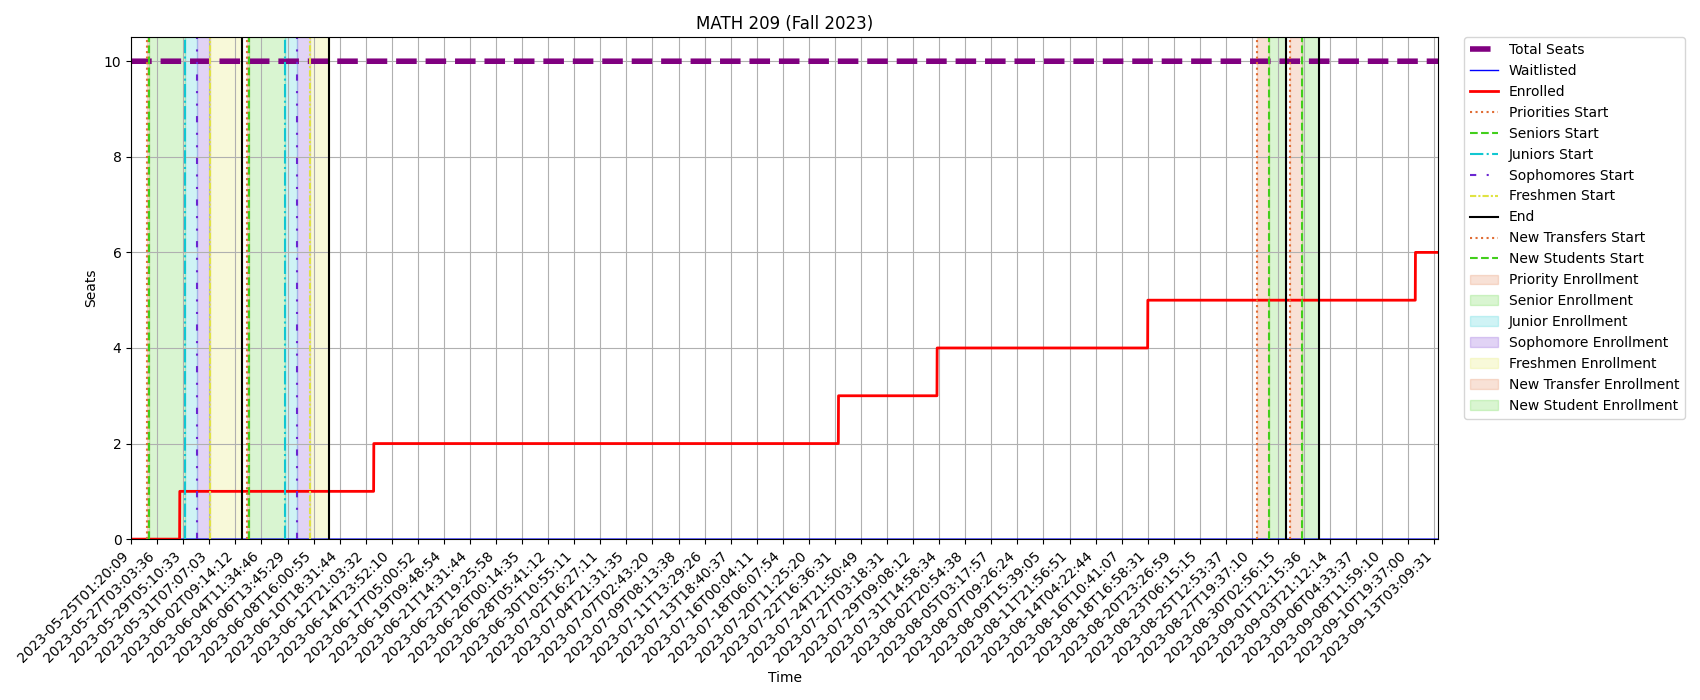 MATH 209 (Fall 2023)
Seats
10
8
6
4
2
0
2023-05-25T01:20:09
2023-05-27T03:03:36
2023-05-29T05:10:33
2023-05-31T07:07:03
2023-06-02T09:14:12
2023-06-04T11:34:46
2023-06-06T13:45:29
2023-06-08T16:00:55
2023-06-10T18:31:44
2023-06-12T21:03:32
2023-06-14T23:52:10
2023-06-17T05:00:52
2023-06-19T09:48:54
2023-06-21T14:31:44
2023-06-23T19:25:58
2023-06-26T00:14:35
2023-06-28T05:41:12
2023-06-30T10:55:11
2023-07-02T16:27:11
2023-07-04T21:31:35
2023-07-07T02:43:20
2023-07-09T08:13:38
2023-07-11T13:29:26
2023-07-13T18:40:37
2023-07-16T00:04:11
2023-07-18T06:07:54
2023-07-20T11:25:20
2023-07-22T16:36:31
2023-07-24T21:50:49
2023-07-27T03:18:31
2023-07-29T09:08:12
2023-07-31T14:58:34
2023-08-02T20:54:38
2023-08-05T03:17:57
2023-08-07T09:26:24
2023-08-09T15:39:05
2023-08-11T21:56:51
2023-08-14T04:22:44
2023-08-16T10:41:07
2023-08-18T16:58:31
2023-08-20T23:26:59
2023-08-23T06:15:15
2023-08-25T12:53:37
2023-08-27T19:37:10
2023-08-30T02:56:15
2023-09-01T12:15:36
2023-09-03T21:12:14
2023-09-06T04:33:37
2023-09-08T11:59:10
2023-09-10T19:37:00
2023-09-13T03:09:31
Time
Total Seats
Waitlisted
Enrolled
Priorities Start
Seniors Start
Juniors Start
Sophomores Start
Freshmen Start
End
New Transfers Start
New Students Start
Priority Enrollment
Senior Enrollment
Junior Enrollment
Sophomore Enrollment
Freshmen Enrollment
New Transfer Enrollment
New Student Enrollment